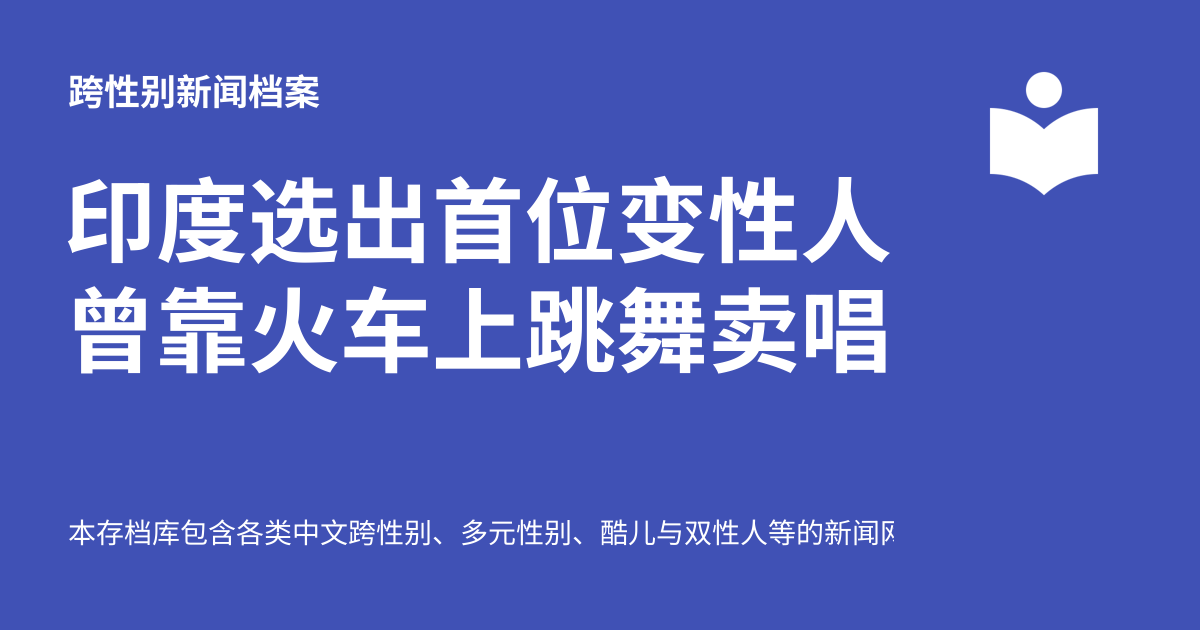 跨性别新闻档案
印度选出首位变性人
曾靠火车上跳舞卖唱
本存档库包含各类中文跨性别、多元性别、酷儿与双性人等的新闻